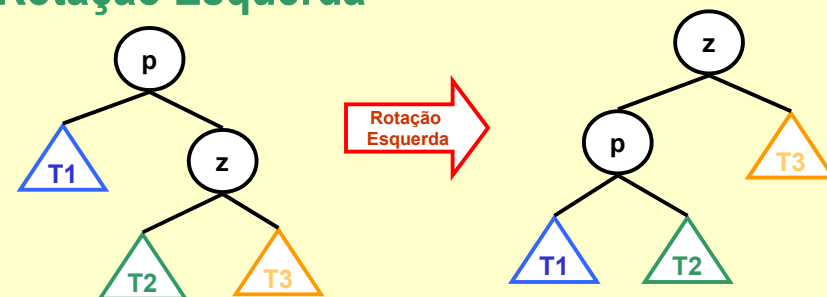 Rotação Esquerda
p
z
T1
z
Rotação
Esquerda
p
T3
T2
T3
T1
T2